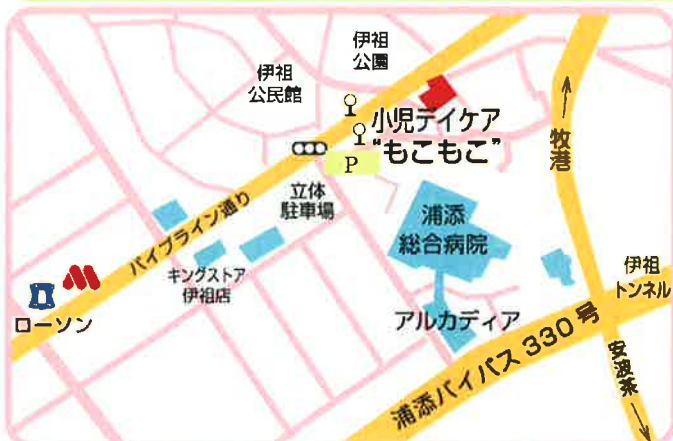 伊祖
公園
伊祖
公民館
小児デイケア
"もこもこ"
P
立体
駐車場
牧港
パイプライン通り
浦添
総合病院
キングストア
伊祖店
伊祖
トンネル
ローソン
アルカディア
浦添バイパス330号
安波茶